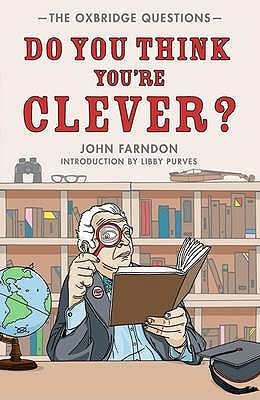 —THE OXBRIDGE QUESTIONS—
DO YOU THINK
YOU'RE
CLEVER?
JOHN FARNDON
INTRODUCTION BY LIBBY PURVES